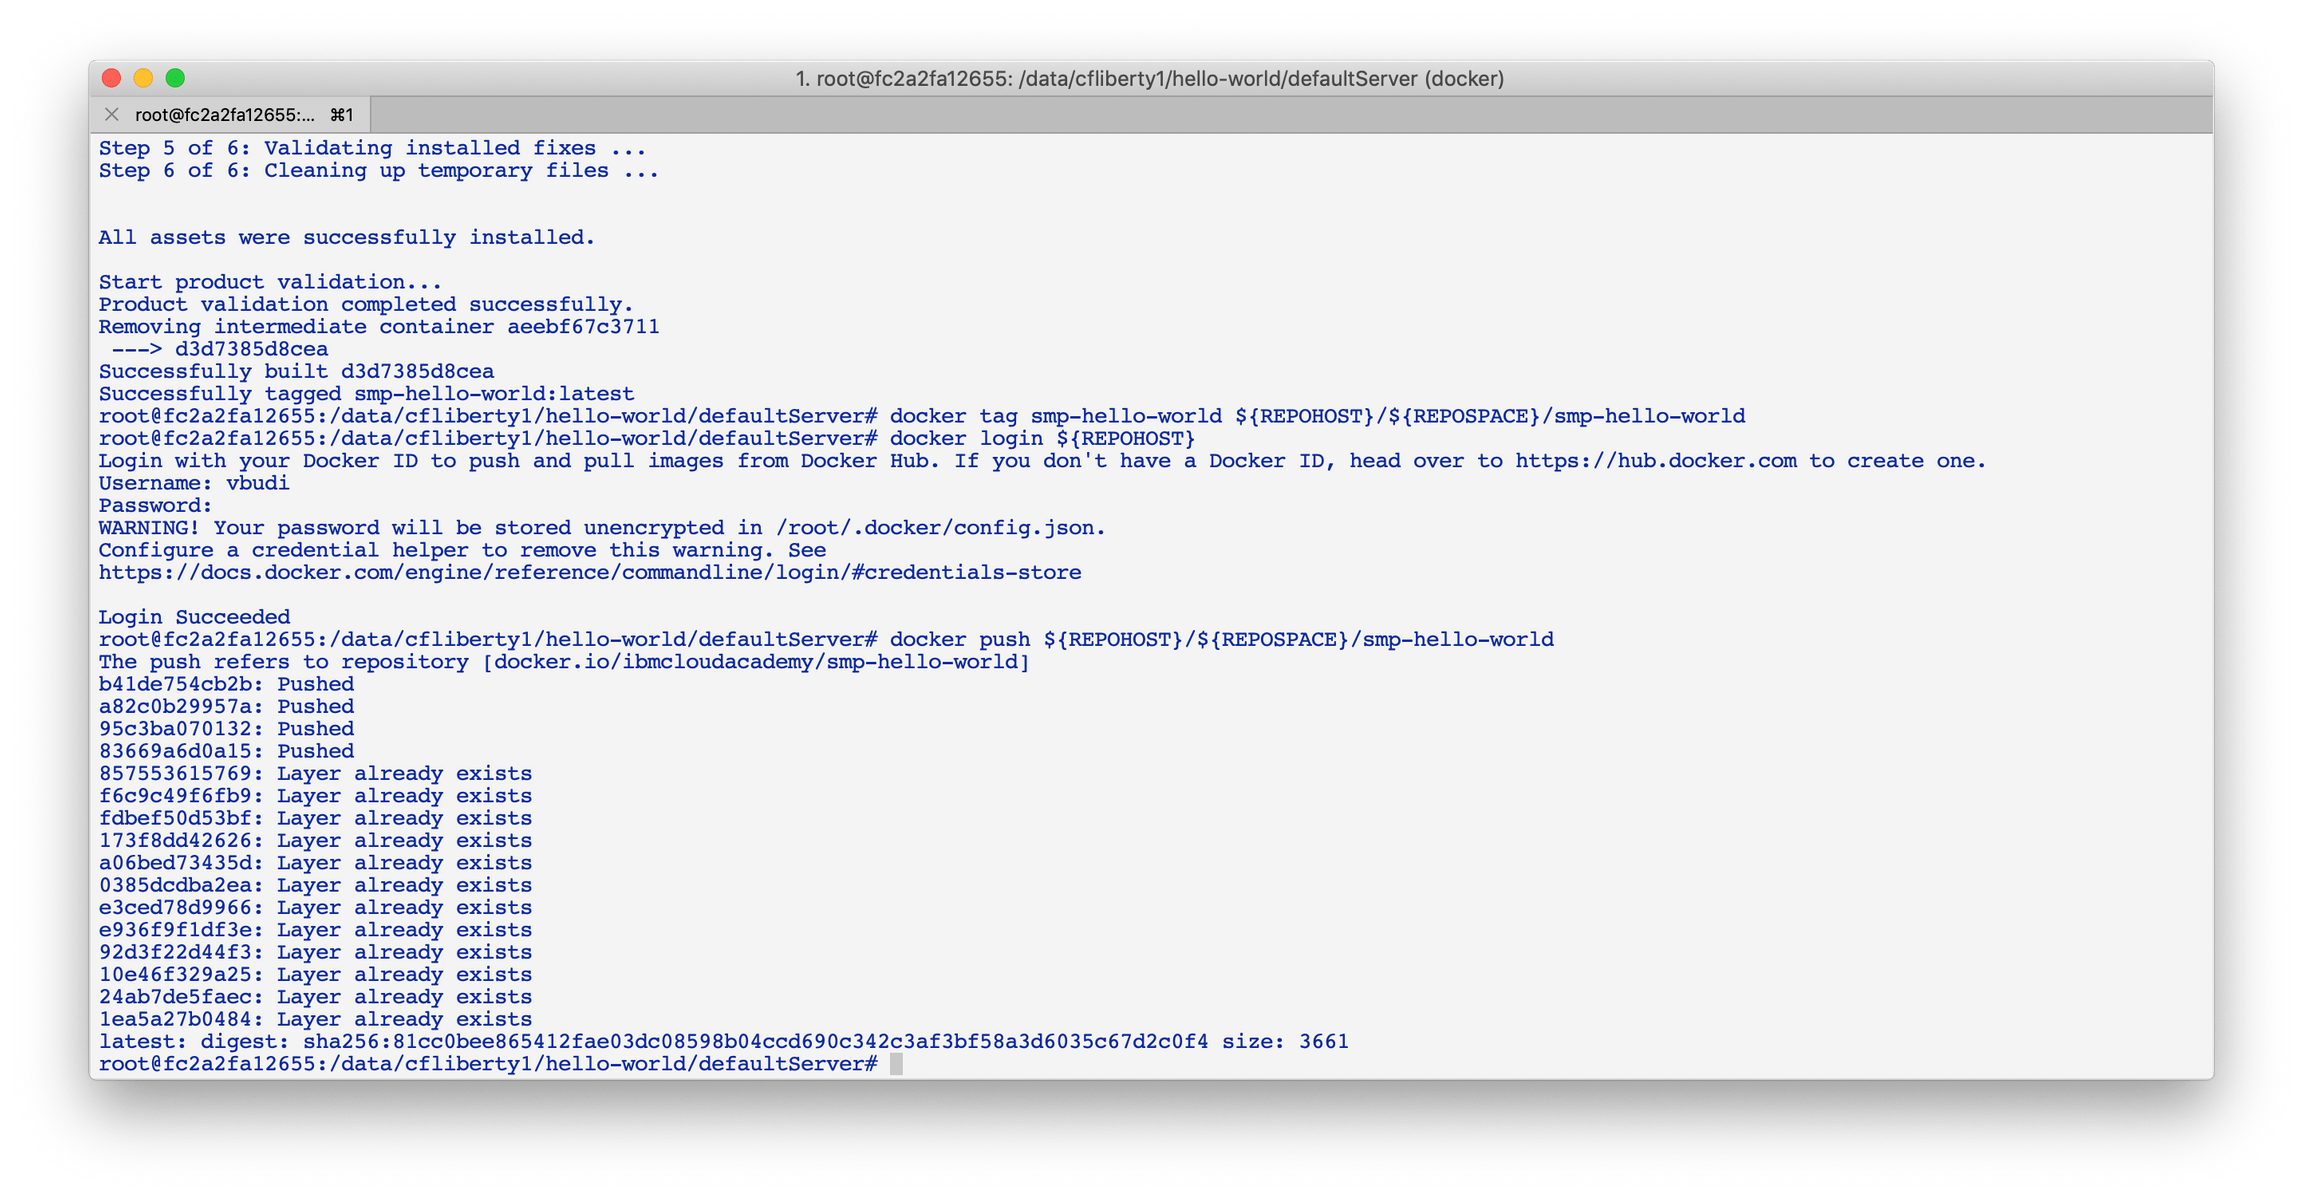 1. root@fc2a2fa12655: /data/cfliberty1/hello-world/defaultServer (docker)
root@fc2a2fa12655:... ⌘1
Step 5 of 6: Validating installed fixes ...
Step 6 of 6: Cleaning up temporary files ...
All assets were successfully installed.
Start product validation...
Product validation completed successfully.
Removing intermediate container aeebf67c3711
 ---> d3d7385d8cea
Successfully built d3d7385d8cea
Successfully tagged smp-hello-world:latest
root@fc2a2fa12655:/data/cfliberty1/hello-world/defaultServer# docker tag smp-hello-world ${REPOHOST}/${REPOSPACE}/smp-hello-world
root@fc2a2fa12655:/data/cfliberty1/hello-world/defaultServer# docker login ${REPOHOST}
Login with your Docker ID to push and pull images from Docker Hub. If you don't have a Docker ID, head over to https://hub.docker.com to create one.
Username: vbudi
Password:
WARNING! Your password will be stored unencrypted in /root/.docker/config.json.
Configure a credential helper to remove this warning. See
https://docs.docker.com/engine/reference/commandline/login/#credentials-store
Login Succeeded
root@fc2a2fa12655:/data/cfliberty1/hello-world/defaultServer# docker push ${REPOHOST}/${REPOSPACE}/smp-hello-world
The push refers to repository [docker.io/ibmcloudacademy/smp-hello-world]
b41de754cb2b: Pushed
a82c0b29957a: Pushed
95c3ba070132: Pushed
83669a6d0a15: Pushed
857553615769: Layer already exists
f6c9c49f6fb9: Layer already exists
fdbef50d53bf: Layer already exists
173f8dd42626: Layer already exists
a06bed73435d: Layer already exists
0385dcdba2ea: Layer already exists
e3ced78d9966: Layer already exists
e936f9f1df3e: Layer already exists
92d3f22d44f3: Layer already exists
10e46f329a25: Layer already exists
24ab7de5faec: Layer already exists
1ea5a27b0484: Layer already exists
latest: digest: sha256:81cc0bee865412fae03dc08598b04ccd690c342c3af3bf58a3d6035c67d2c0f4 size: 3661
root@fc2a2fa12655:/data/cfliberty1/hello-world/defaultServer#